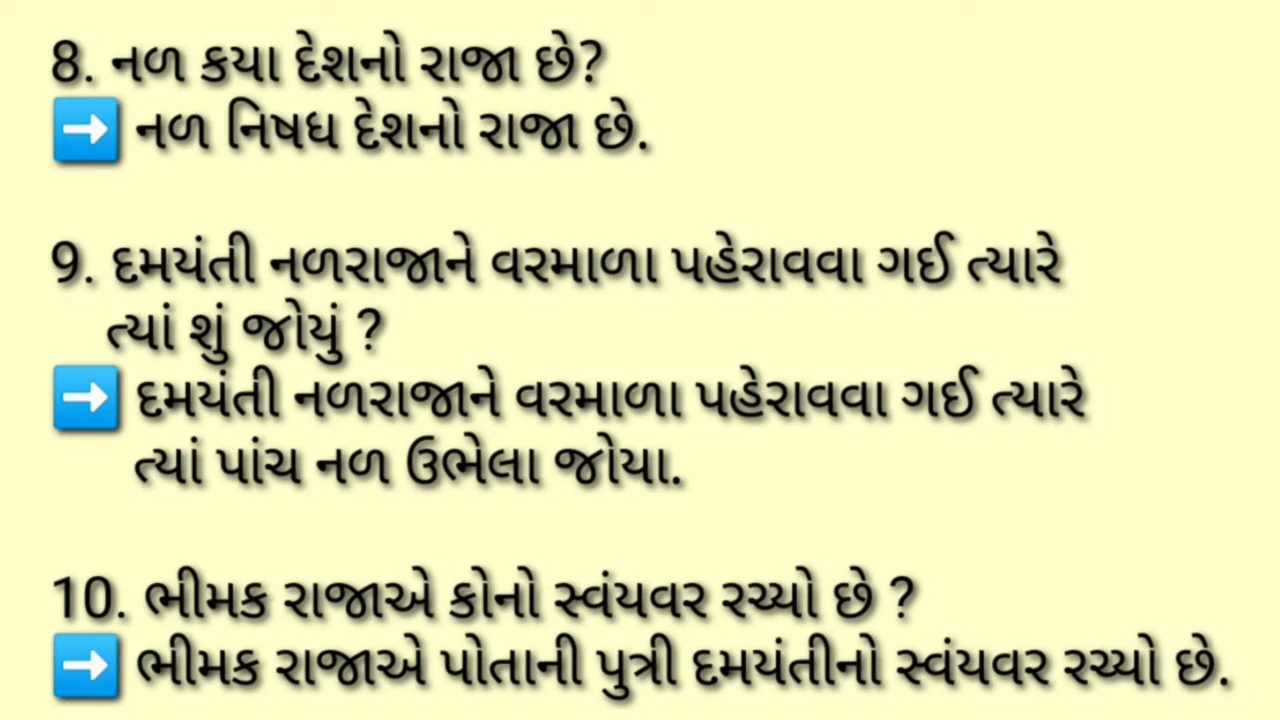 8. નળ કયા દેશનો રાજા છે?
➡ નળ નિષધ દેશનો રાજા છે.
9. દમયંતી નળરાજાને વરમાળા પહેરાવવા ગઈ ત્યારે
ત્યાં શું જોયું ?
➡ દમયંતી નળરાજાને વરમાળા પહેરાવવા ગઈ ત્યારે
ત્યાં પાંચ નળ ઉભેલા જોયા.
10. ભીમક રાજાએ કોનો સ્વંયવર રચ્યો છે ?
➡ ભીમક રાજાએ પોતાની પુત્રી દમયંતીનો સ્વંયવર રચ્યો છે.